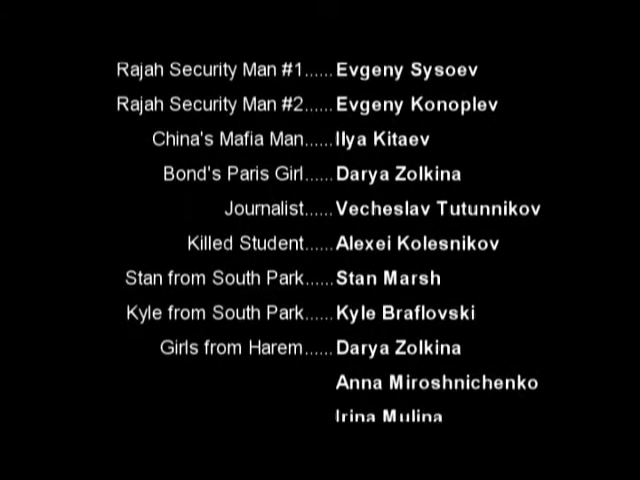 Rajah Security Man #1......Evgeny Sysoev
Rajah Security Man #2......Evgeny Konoplev
China's Mafia Man......Ilya Kitaev
Bond's Paris Girl......Darya Zolkina
Journalist......Vecheslav Tutunnikov
Killed Student......Alexei Kolesnikov
Stan from South Park......Stan Marsh
Kyle from South Park......Kyle Braflovski
Girls from Harem......Darya Zolkina
Anna Miroshnichenko
Irina Mulina